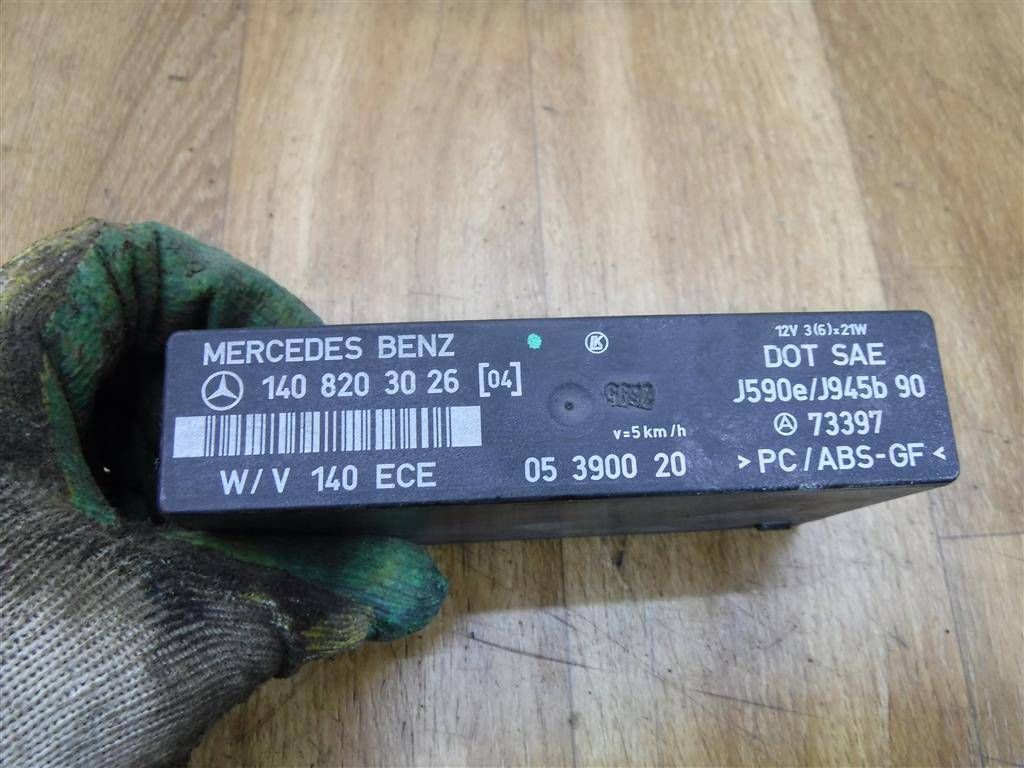 MERCEDES BENZ
140 820 30 26 [04]
W/V 140 ECE
v=5 km/h
05 3900 20
12V 3(6)x21W
DOT SAE
J590e/J945b 90
A 73397
>PC/ABS-GF<